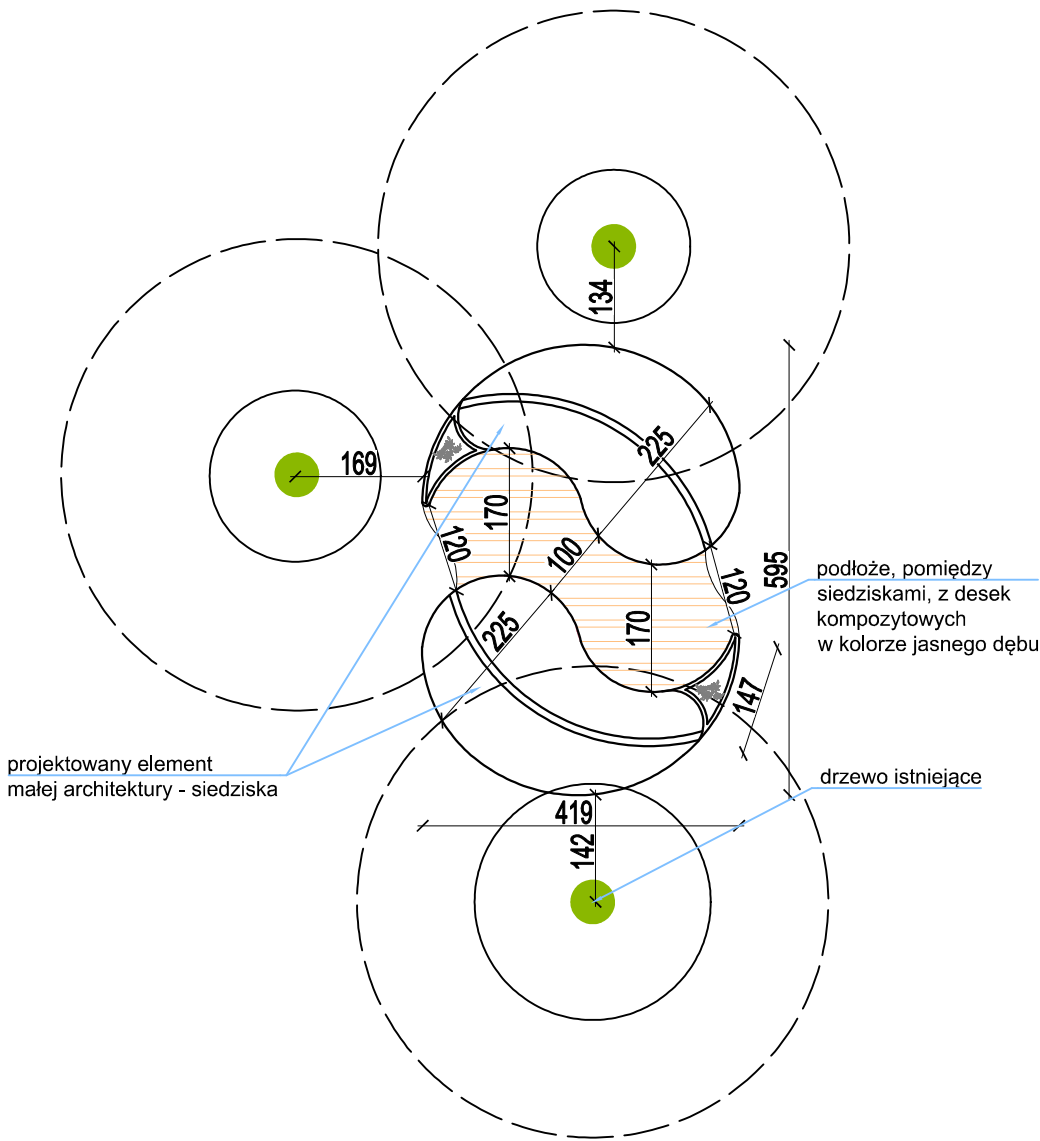 134
225
169
170
120
100
120
595
podłoże, pomiędzy
siedziskami, z desek
kompozytowych
w kolorze jasnego dębu
225
170
147
projektowany element
małej architektury - siedziska
drzewo istniejące
419
142